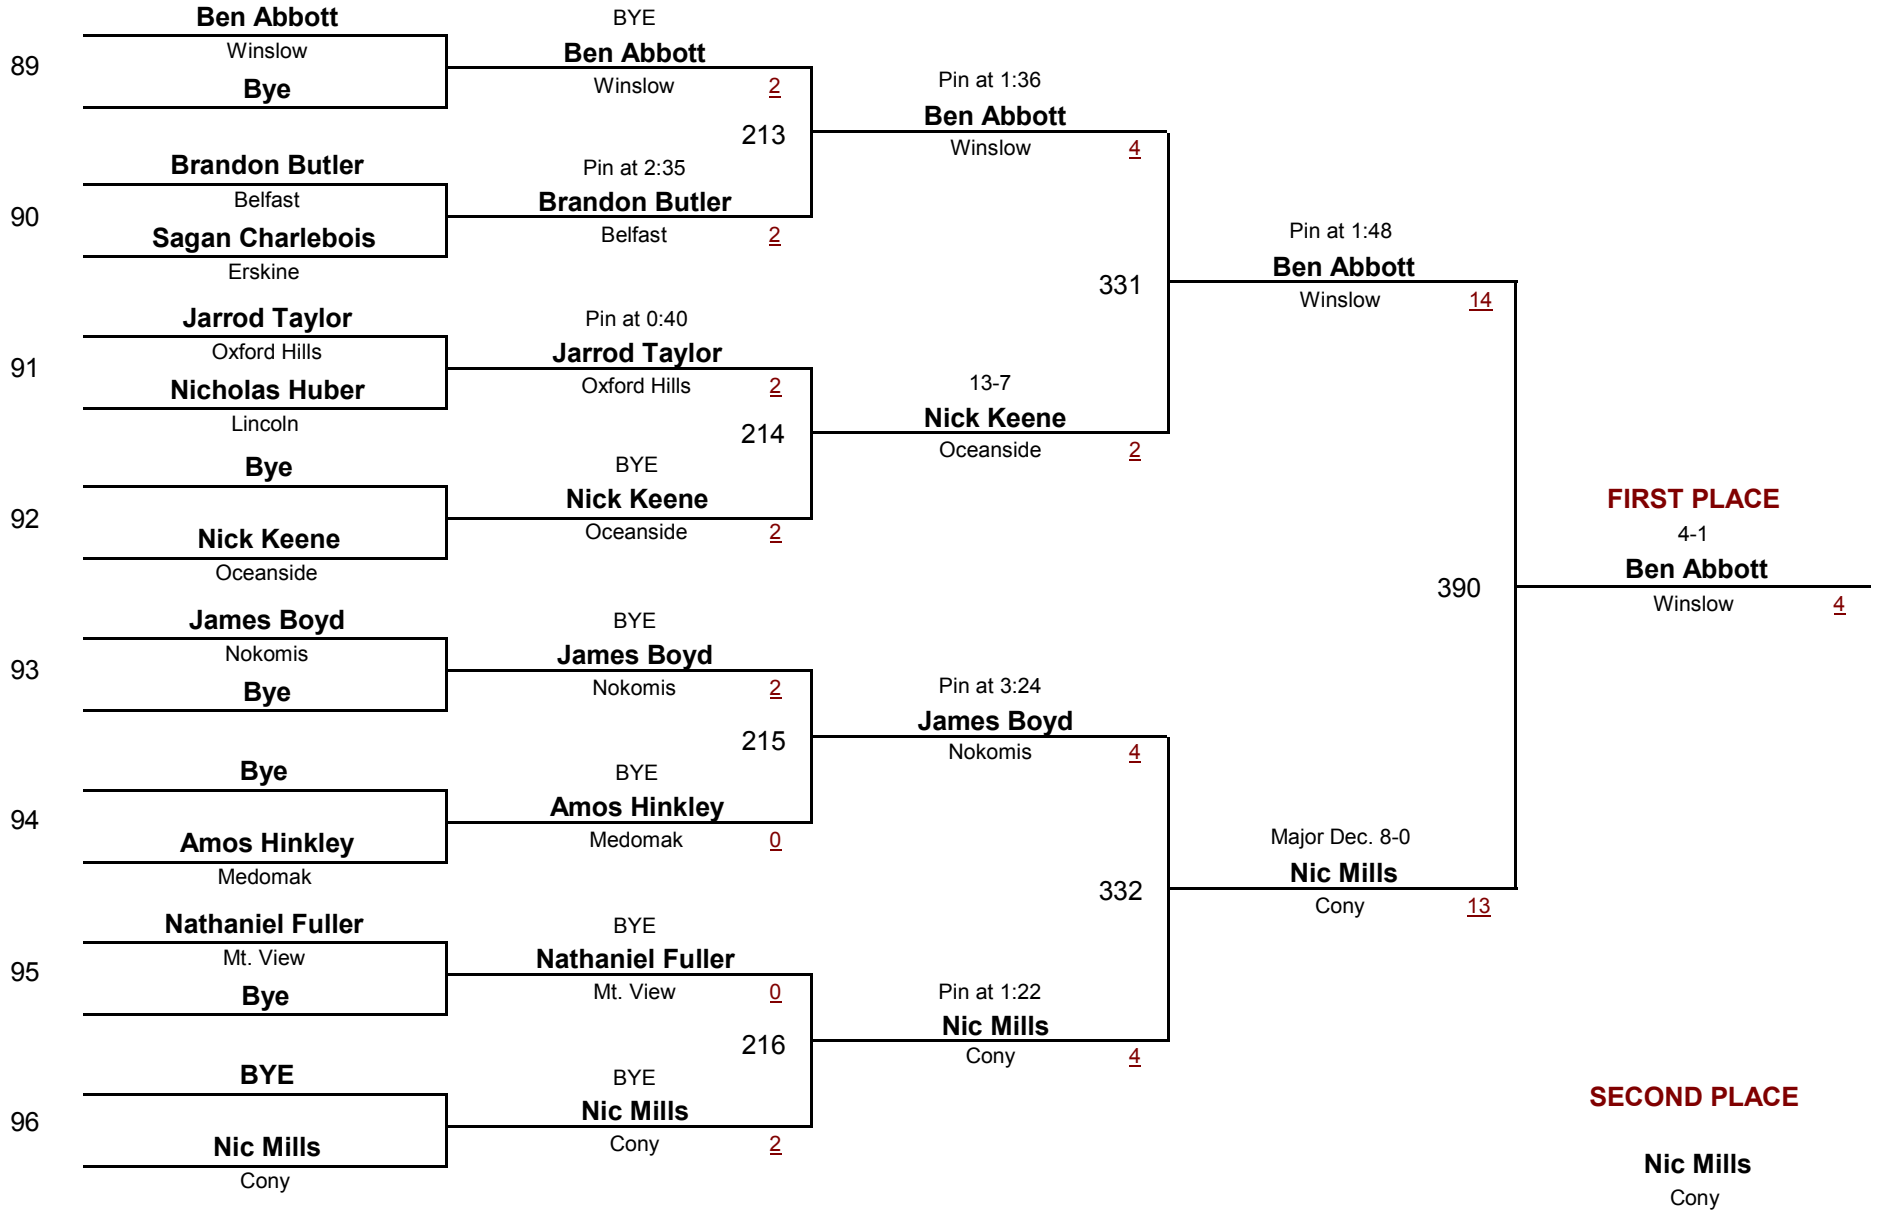 Ben Abbott
Winslow
89
Bye
Brandon Butler
Belfast
90
Sagan Charlebois
Erskine
Jarrod Taylor
Oxford Hills
91
Nicholas Huber
Lincoln
Bye
92
Nick Keene
Oceanside
James Boyd
Nokomis
93
Bye
Bye
94
Amos Hinkley
Medomak
Nathaniel Fuller
Mt. View
95
Bye
BYE
96
Nic Mills
Cony
BYE
Ben Abbott
Winslow 2
213
Pin at 2:35
Brandon Butler
Belfast 2
Pin at 0:40
Jarrod Taylor
Oxford Hills 2
214
BYE
Nick Keene
Oceanside 2
BYE
James Boyd
Nokomis 2
215
BYE
Amos Hinkley
Medomak 0
BYE
Nathaniel Fuller
Mt. View 0
216
BYE
Nic Mills
Cony 2
Pin at 1:36
Ben Abbott
Winslow 4
331
13-7
Nick Keene
Oceanside 2
Pin at 3:24
James Boyd
Nokomis 4
332
Pin at 1:22
Nic Mills
Cony 4
Pin at 1:48
Ben Abbott
Winslow 14
390
Major Dec. 8-0
Nic Mills
Cony 13
FIRST PLACE
4-1
Ben Abbott
Winslow 4
SECOND PLACE
Nic Mills
Cony